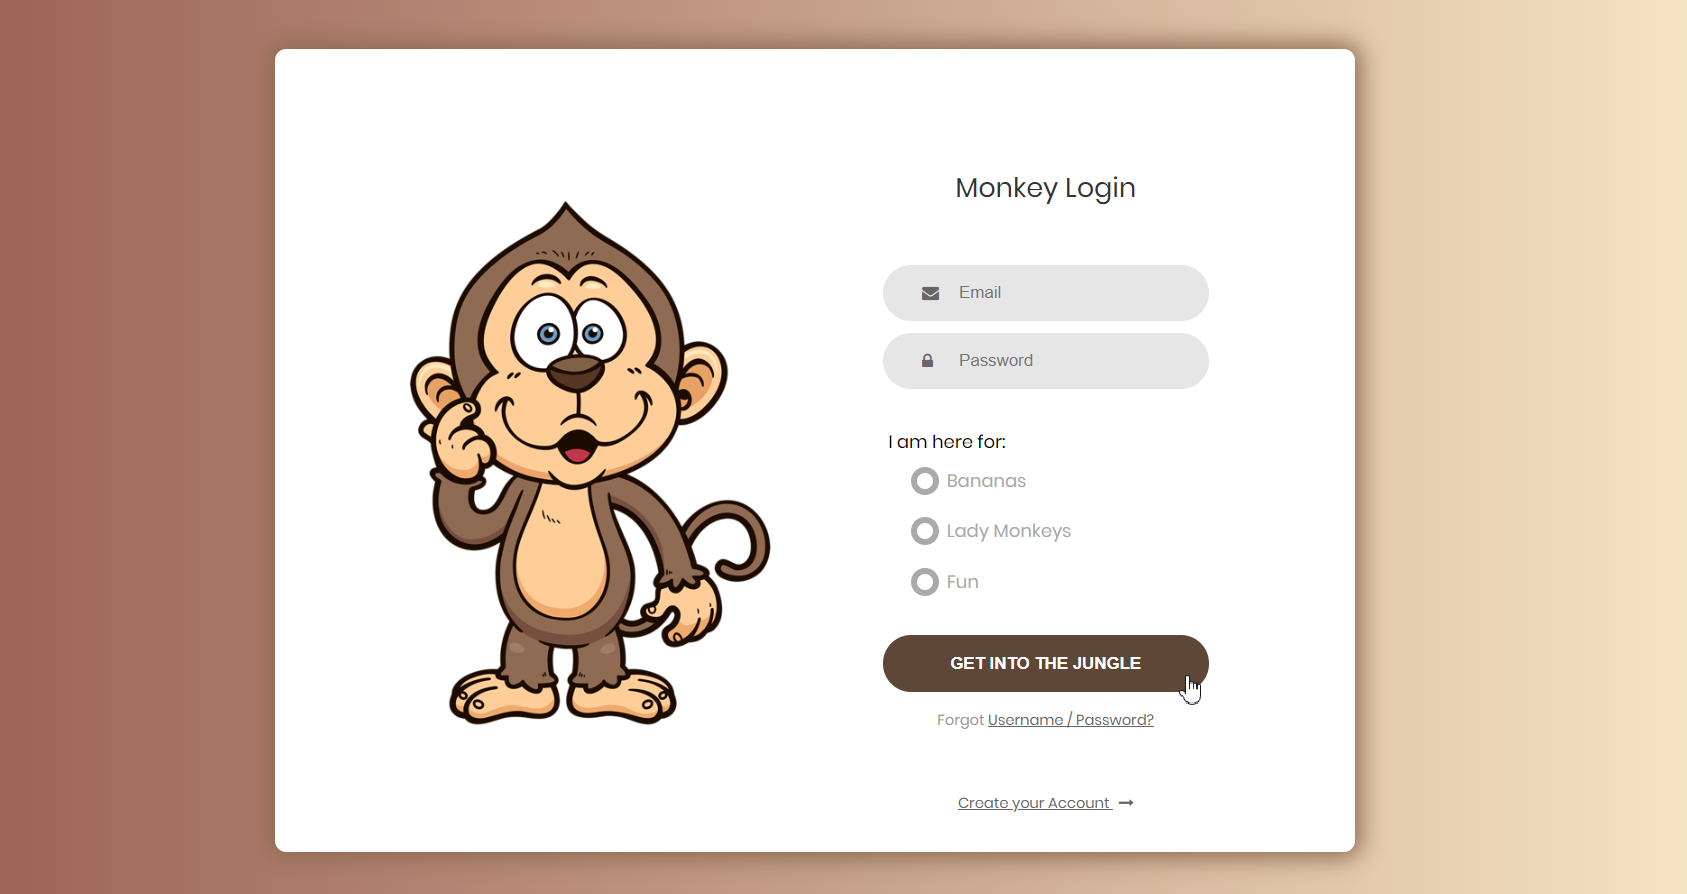 Monkey Login
Email
Password
I am here for:
Bananas
Lady Monkeys
Fun
GET INTO THE JUNGLE
Forgot Username / Password?
Create your Account